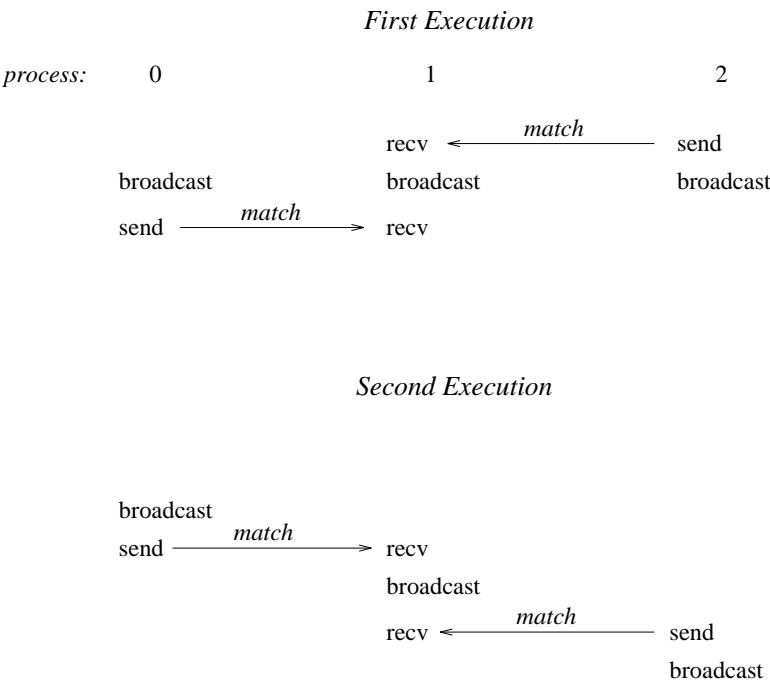 First Execution
process: 0 1 2
match
recv send
broadcast broadcast broadcast
match
send recv
Second Execution
broadcast
match
send recv
broadcast
match
recv send
broadcast